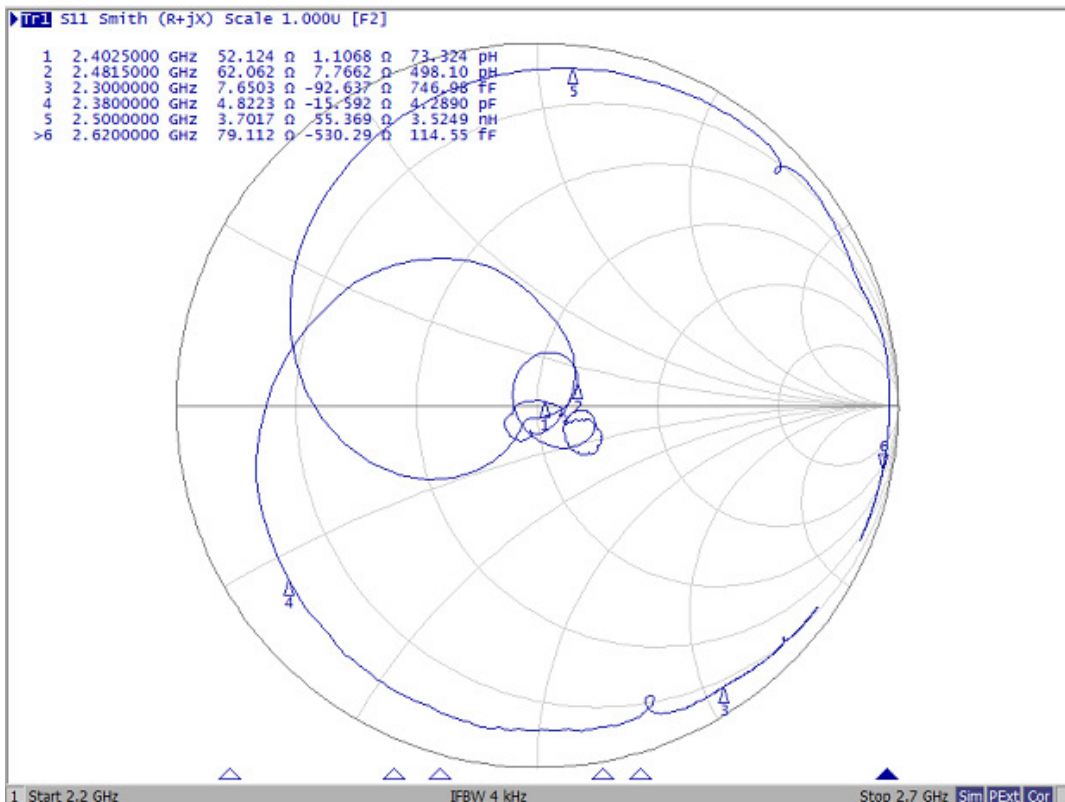 Tr1 S11 Smith (R+jX) Scale 1.000U [F2]
1 2.4025000 GHz 52.124 Ω 1.1068 Ω 73.324 pH
2 2.4815000 GHz 62.062 Ω 7.7662 Ω 498.10 pH
3 2.3000000 GHz 7.6503 Ω -92.637 Ω 746.98 fF
4 2.3800000 GHz 4.8223 Ω -15.592 Ω 4.2890 pF
5 2.5000000 GHz 3.7017 Ω 55.369 Ω 3.5249 nH
>6 2.6200000 GHz 79.112 Ω -530.29 Ω 114.55 fF
5
2
1
6
4
3
1 Start 2.2 GHz IFBW 4 kHz Stop 2.7 GHz Sim PExt Cor